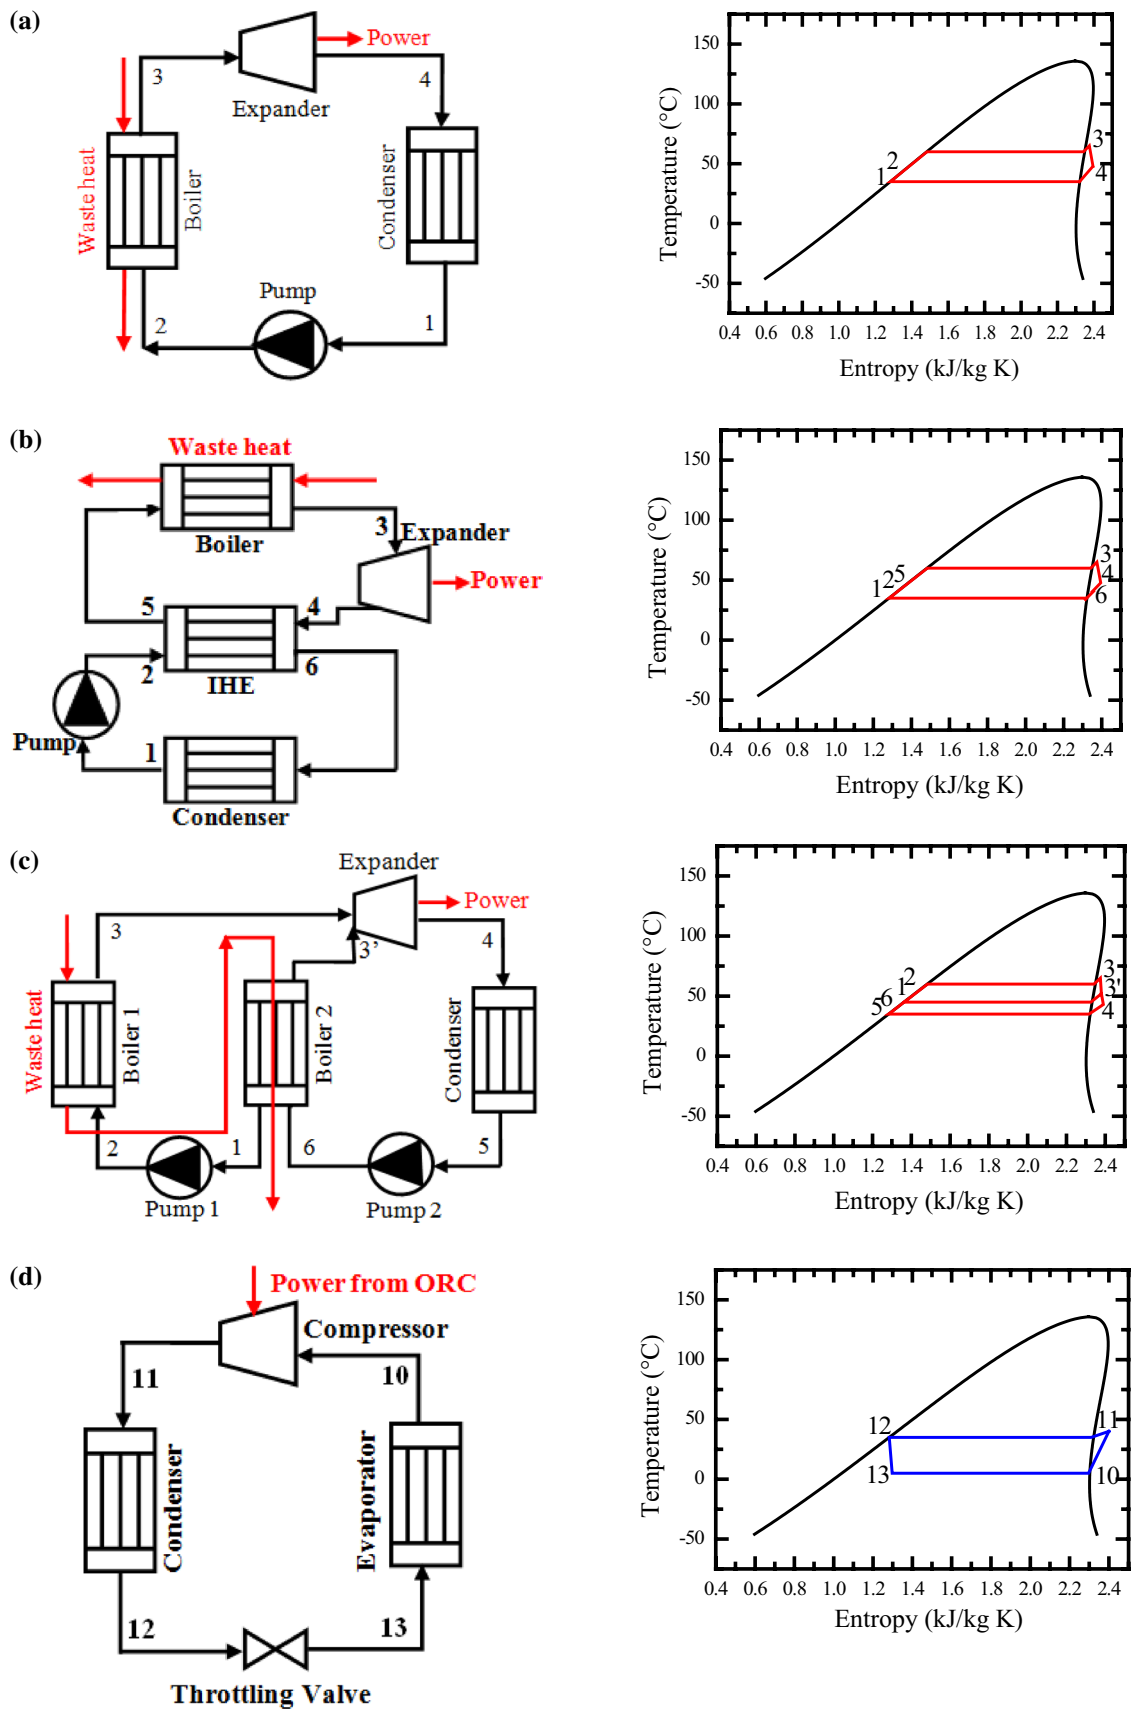 (a)
Power
3
4
Expander
Waste heat
Boiler
Condenser
Pump
2
1
150
100
50
0
-50
Temperature (°C)
1
2
3
4
0.4 0.6 0.8 1.0 1.2 1.4 1.6 1.8 2.0 2.2 2.4
Entropy (kJ/kg K)
(b)
Waste heat
Boiler
3
Expander
Power
5
4
2
6
IHE
Pump
1
Condenser
150
100
50
0
-50
Temperature (°C)
1
2
5
3
4
6
0.4 0.6 0.8 1.0 1.2 1.4 1.6 1.8 2.0 2.2 2.4
Entropy (kJ/kg K)
(c)
Expander
Power
3
3’
4
Waste heat
Boiler 1
Boiler 2
Condenser
2
1
6
5
Pump 1
Pump 2
150
100
50
0
-50
Temperature (°C)
5
6
1
2
3
3'
4
0.4 0.6 0.8 1.0 1.2 1.4 1.6 1.8 2.0 2.2 2.4
Entropy (kJ/kg K)
(d)
Power from ORC
Compressor
11
10
Condenser
Evaporator
12
13
Throttling Valve
150
100
50
0
-50
Temperature (°C)
12
11
13
10
0.4 0.6 0.8 1.0 1.2 1.4 1.6 1.8 2.0 2.2 2.4
Entropy (kJ/kg K)